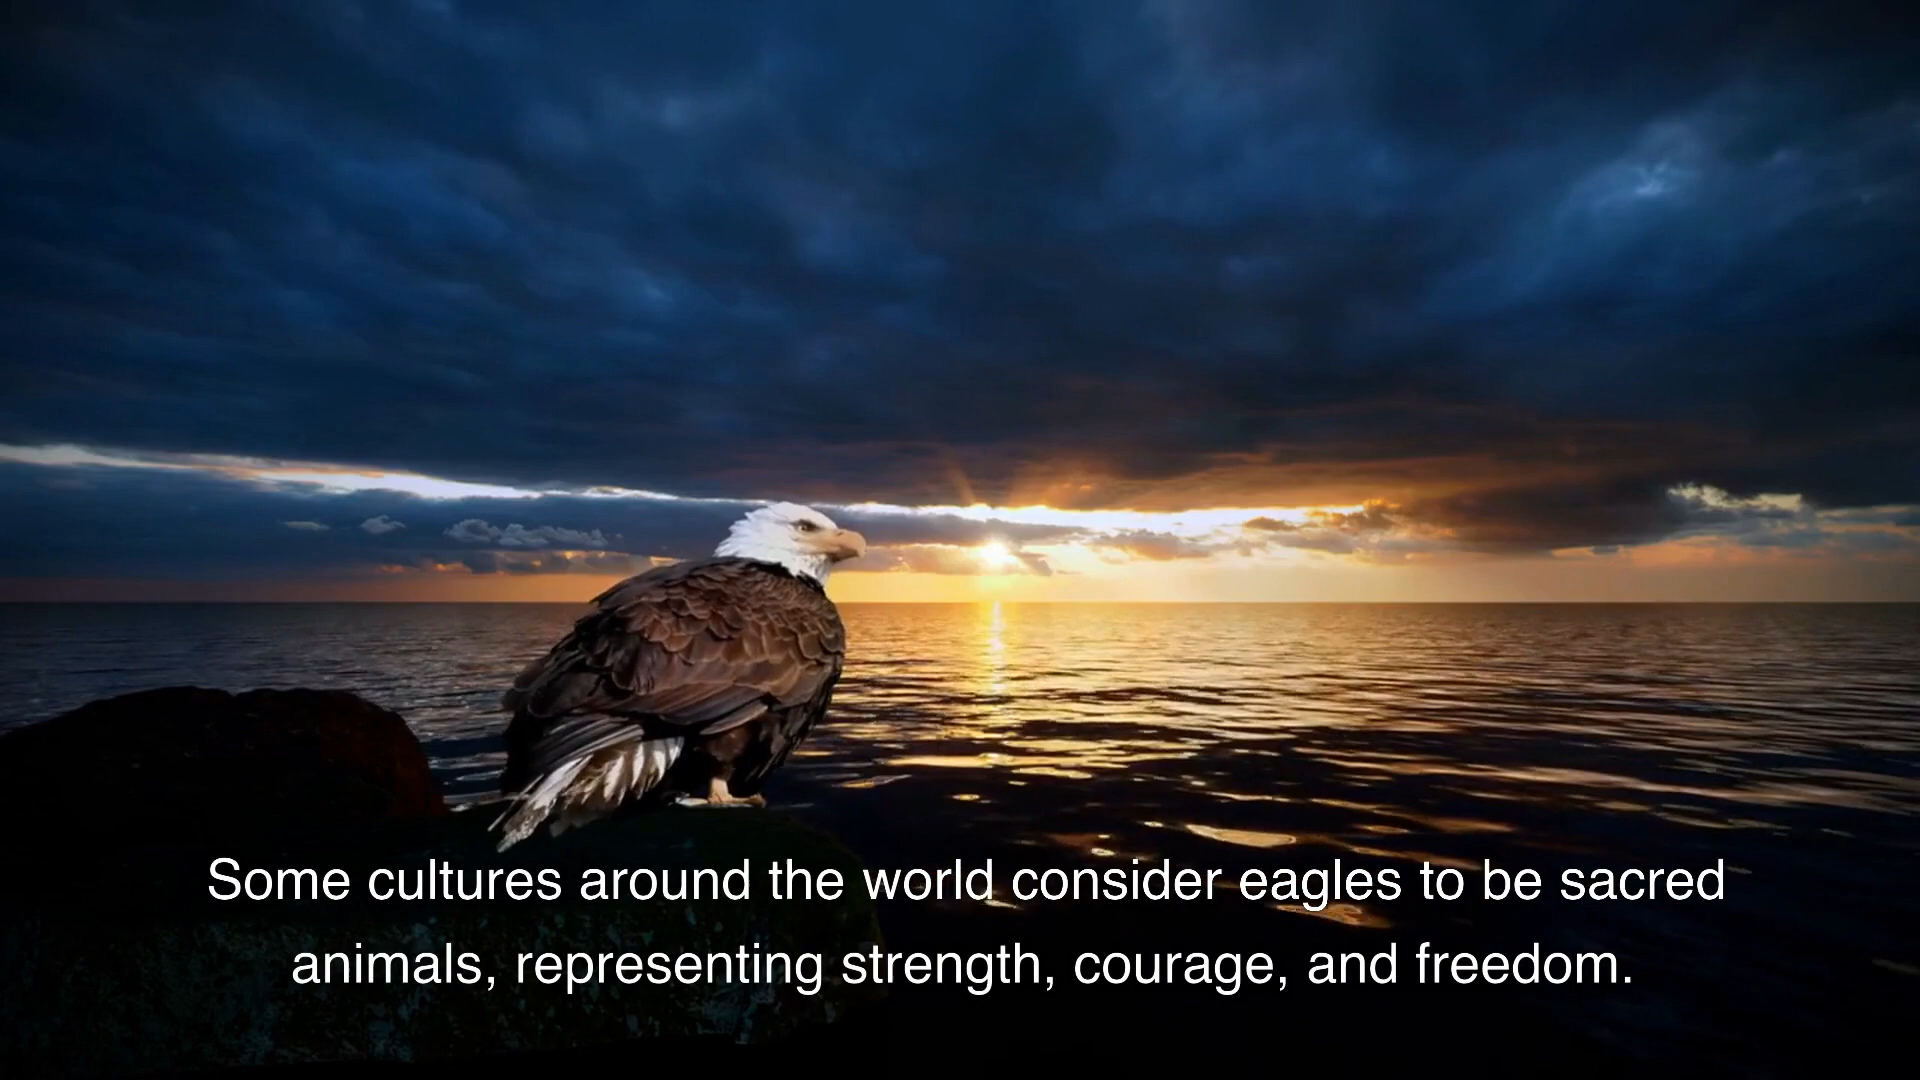 Some cultures around the world consider eagles to be sacred
animals, representing strength, courage, and freedom.